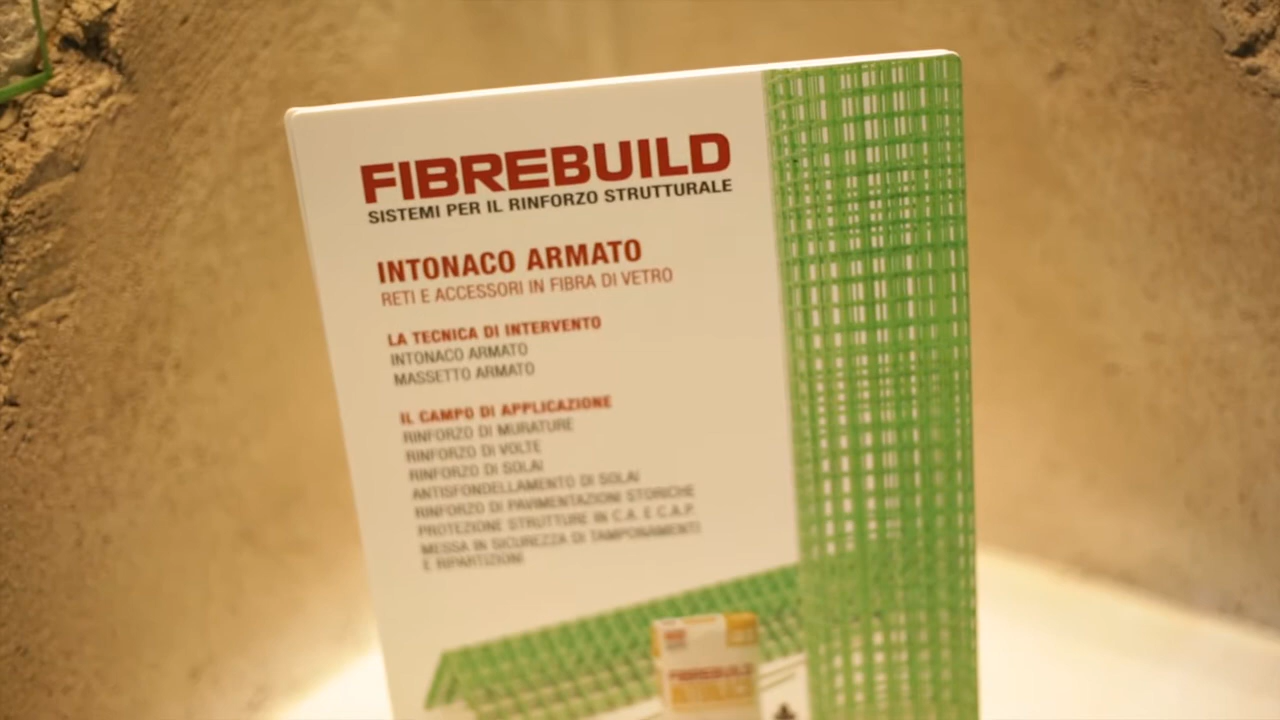 FIBREBUILD
SISTEMI PER IL RINFORZO STRUTTURALE
INTONACO ARMATO
RETI E ACCESSORI IN FIBRA DI VETRO
LA TECNICA DI INTERVENTO
INTONACO ARMATO
MASSETTO ARMATO
IL CAMPO DI APPLICAZIONE
RINFORZO DI MURATURE
RINFORZO DI VOLTE
RINFORZO DI SOLAI
ANTISFONDELLAMENTO DI SOLAI
RINFORZO DI PAVIMENTAZIONI STORICHE
PROTEZIONE STRUTTURE IN C.A. E C.A.P.
MESSA IN SICUREZZA DI TAMPONAMENTI
E RIPARTIZIONI
FIBREBUILD